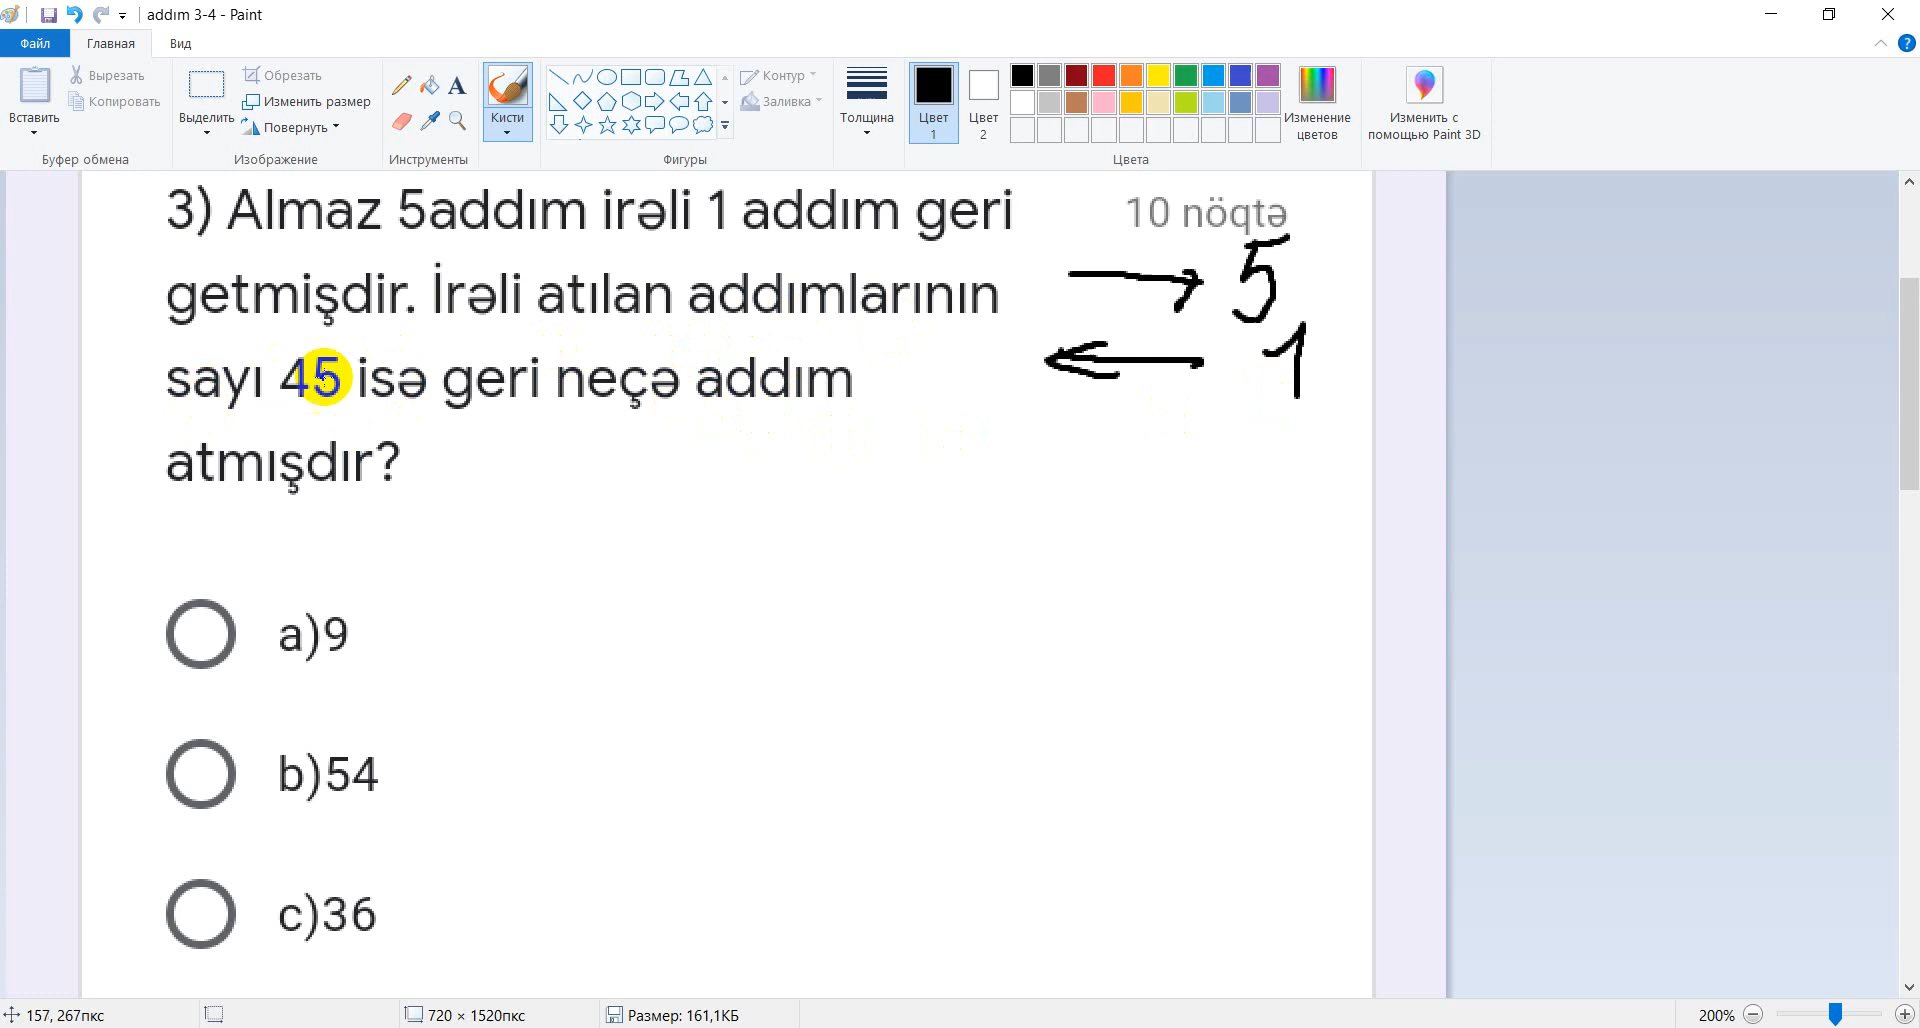 addım 3-4 - Paint
Файл Главная Вид
Вставить
Вырезать
Копировать
Буфер обмена
Выделить
Обрезать
Изменить размер
Повернуть
Изображение
Инструменты
Кисти
Контур
Заливка
Фигуры
Толщина
Цвет 1
Цвет 2
Цвета
Изменение цветов
Изменить с помощью Paint 3D
3) Almaz 5addım irəli 1 addım geri
10 nöqtə
getmişdir. İrəli atılan addımlarının
5
sayı 45 isə geri neçə addım
1
atmışdır?
a)9
b)54
c)36
157, 267пкс
720 × 1520пкс
Размер: 161,1КБ
200%